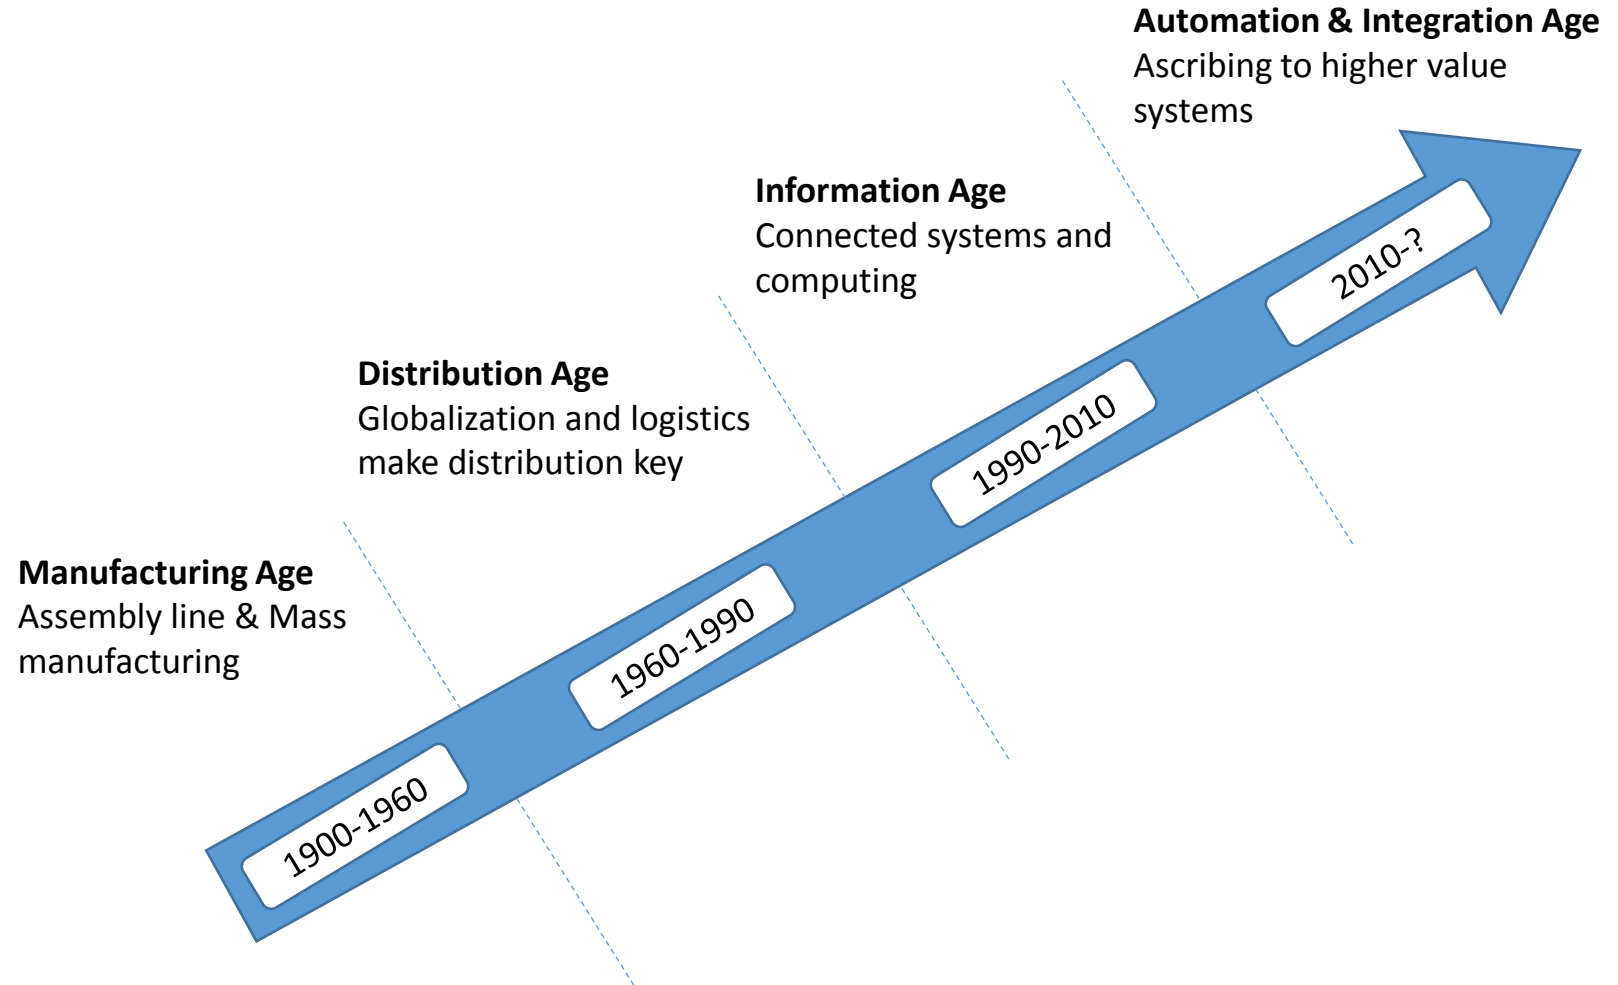 Automation & Integration Age
Ascribing to higher value
systems
Information Age
Connected systems and
computing
Distribution Age
Globalization and logistics
make distribution key
Manufacturing Age
Assembly line & Mass
manufacturing
1900-1960
1960-1990
1990-2010
2010-?